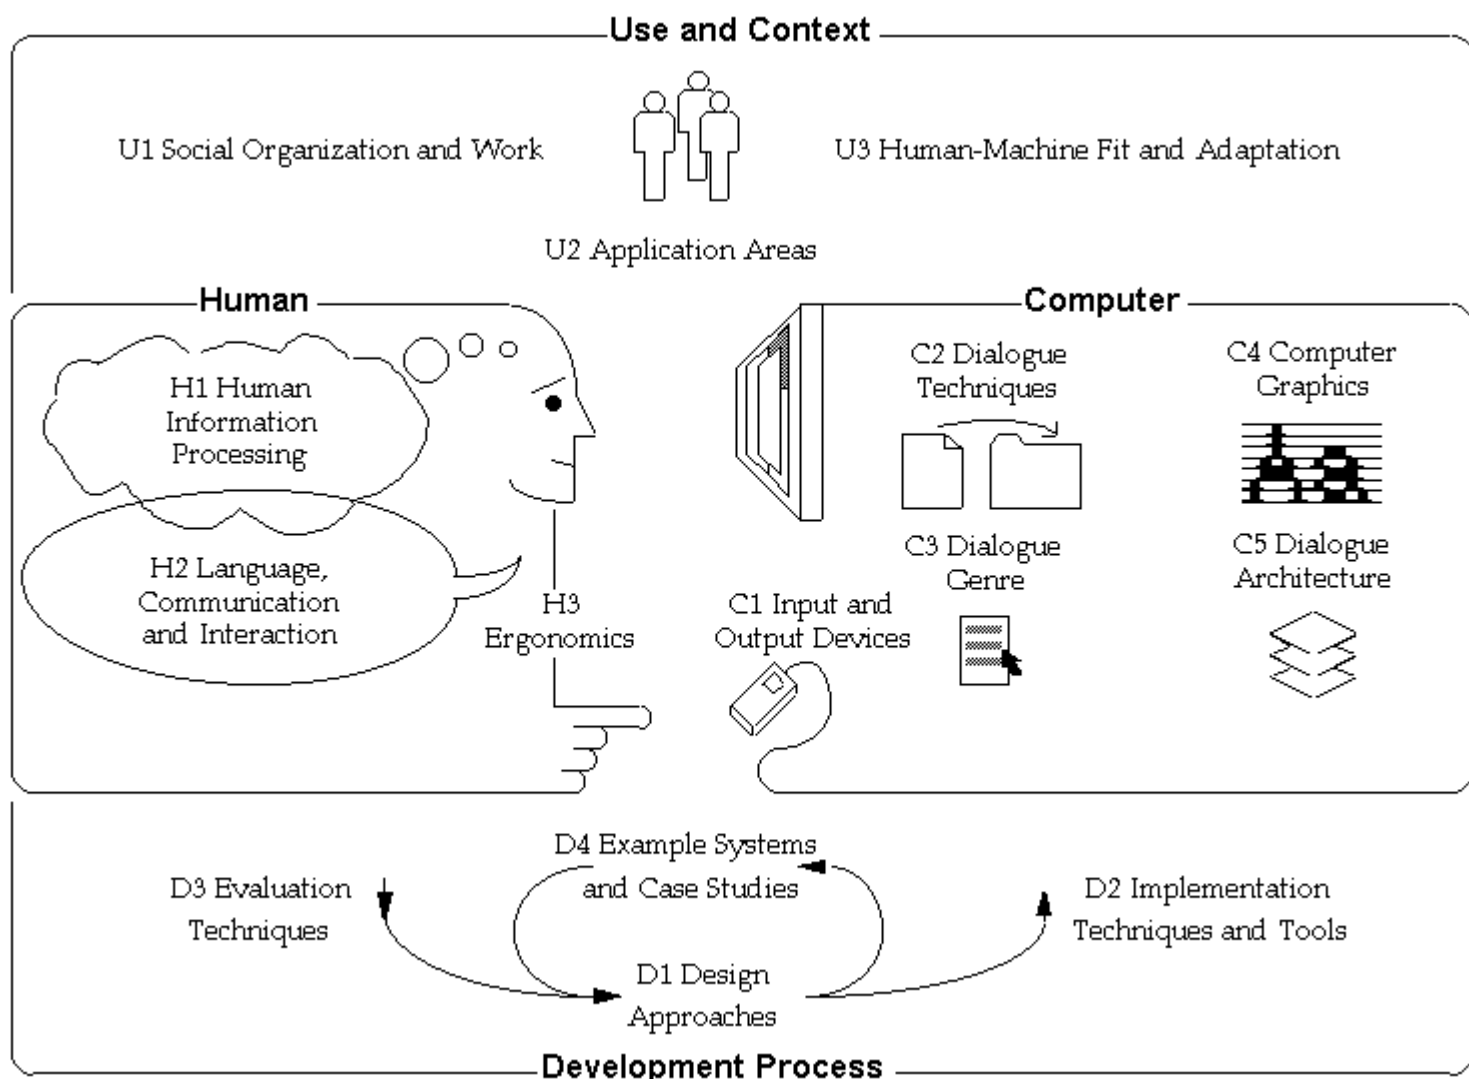 Use and Context
U1 Social Organization and Work
U3 Human-Machine Fit and Adaptation
U2 Application Areas
Human
H1 Human
Information
Processing
H2 Language,
Communication
and Interaction
H3
Ergonomics
Computer
C1 Input and
Output Devices
C2 Dialogue
Techniques
C4 Computer
Graphics
C3 Dialogue
Genre
C5 Dialogue
Architecture
D4 Example Systems
and Case Studies
D3 Evaluation
Techniques
D2 Implementation
Techniques and Tools
D1 Design
Approaches
Development Process